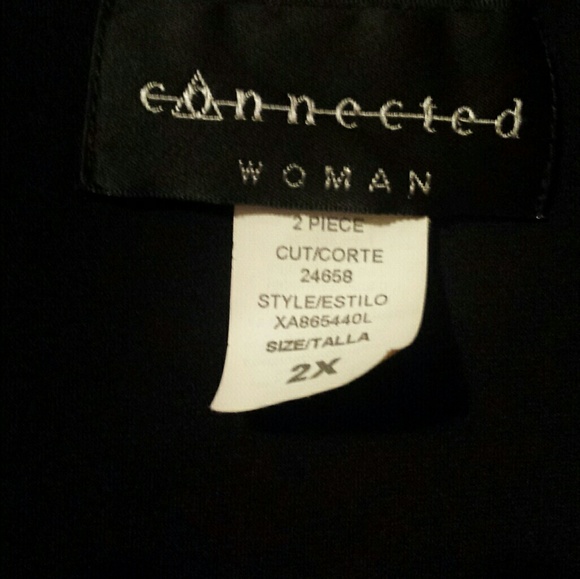 connected
WOMAN
2 PIECE
CUT/CORTE
24658
STYLE/ESTILO
XA865440L
SIZE/TALLA
2X